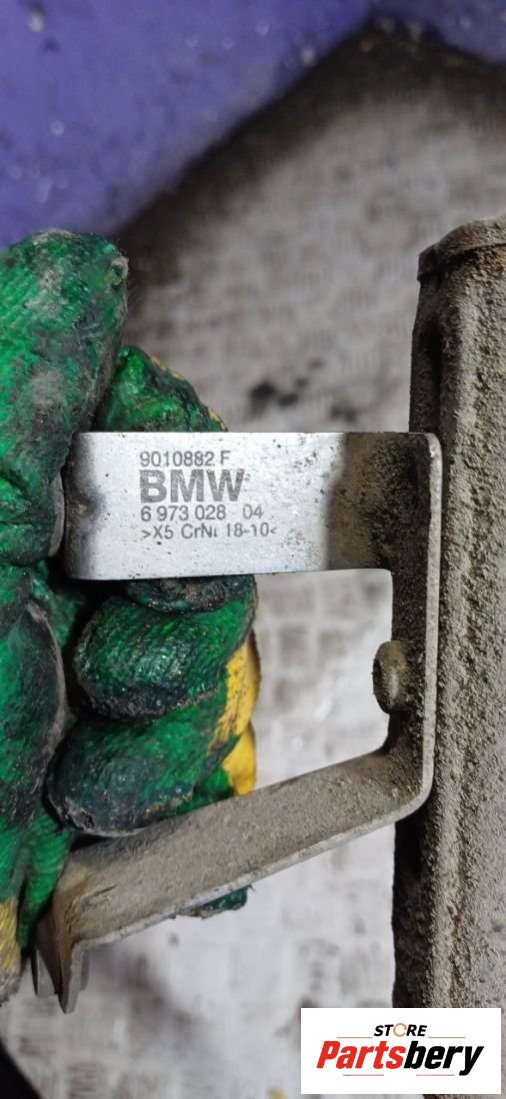 9010882 F
BMW
6 973 028 04
>X5 CrNi 18-10<
STORE
Partsbery